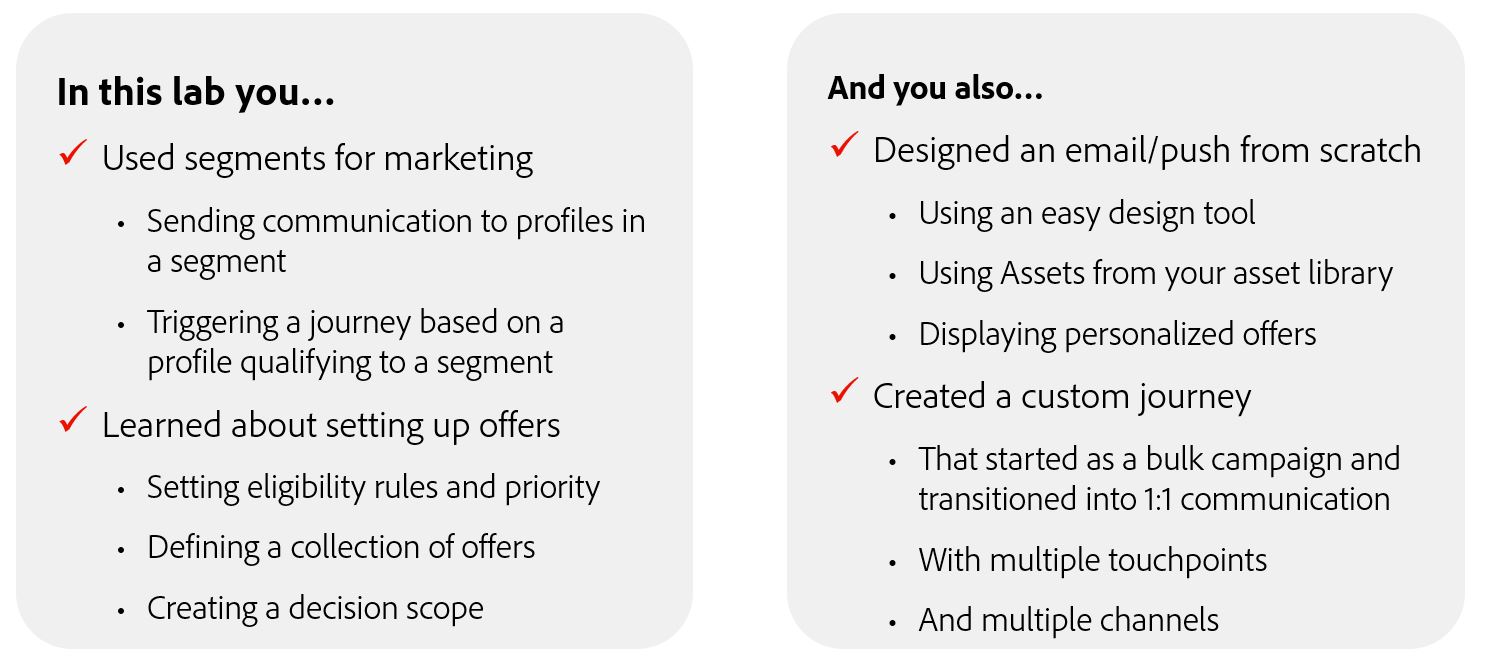 In this lab you...
✓ Used segments for marketing
• Sending communication to profiles in
a segment
• Triggering a journey based on a
profile qualifying to a segment
✓ Learned about setting up offers
• Setting eligibility rules and priority
• Defining a collection of offers
• Creating a decision scope
And you also...
✓ Designed an email/push from scratch
• Using an easy design tool
• Using Assets from your asset library
• Displaying personalized offers
✓ Created a custom journey
• That started as a bulk campaign and
transitioned into 1:1 communication
• With multiple touchpoints
• And multiple channels